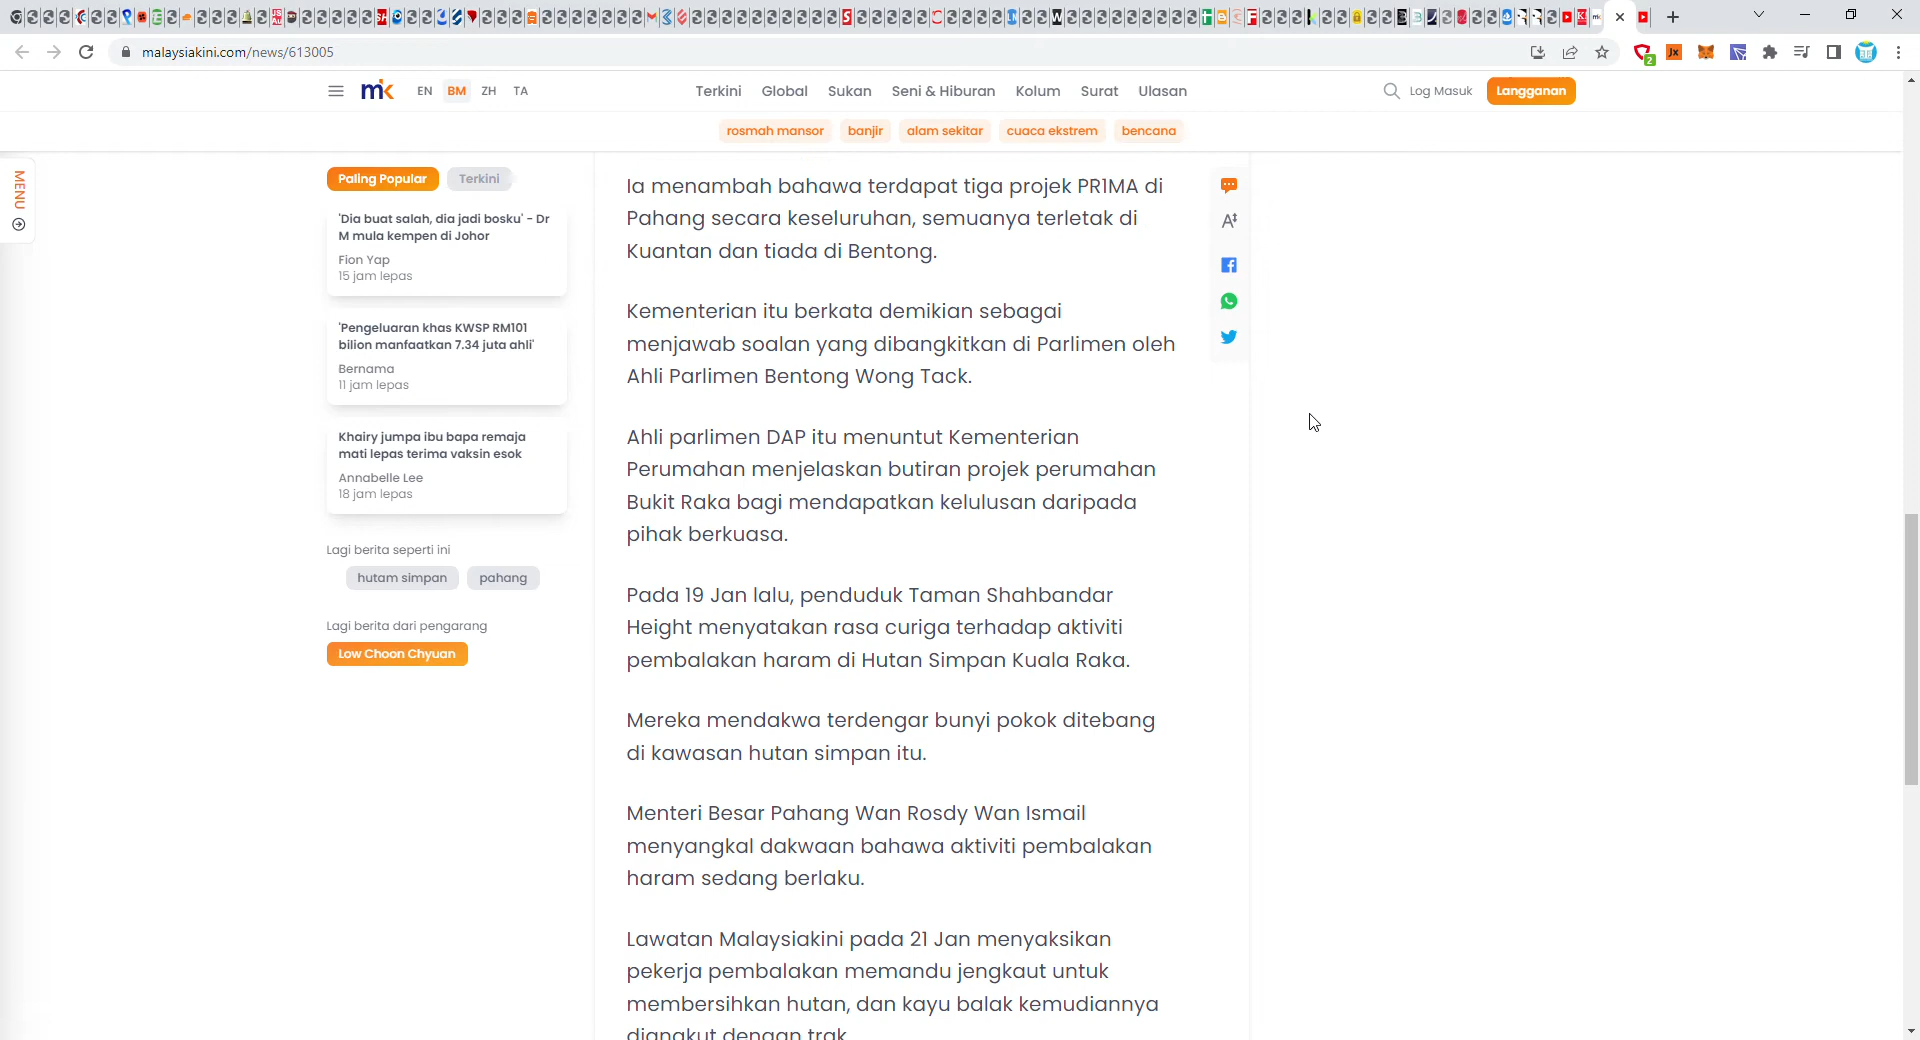 malaysiakini.com/news/613005
2
mk
EN
BM
ZH
TA
Terkini
Global
Sukan
Seni & Hiburan
Kolum
Surat
Ulasan
Log Masuk
Langganan
rosmah mansor
banjir
alam sekitar
cuaca ekstrem
bencana
MENU
Paling Popular
Terkini
'Dia buat salah, dia jadi bosku' - Dr
M mula kempen di Johor
Fion Yap
15 jam lepas
'Pengeluaran khas KWSP RM101
bilion manfaatkan 7.34 juta ahli'
Bernama
11 jam lepas
Khairy jumpa ibu bapa remaja
mati lepas terima vaksin esok
Annabelle Lee
18 jam lepas
Lagi berita seperti ini
hutam simpan
pahang
Lagi berita dari pengarang
Low Choon Chyuan
Ia menambah bahawa terdapat tiga projek PR1MA di
Pahang secara keseluruhan, semuanya terletak di
Kuantan dan tiada di Bentong.
Kementerian itu berkata demikian sebagai
menjawab soalan yang dibangkitkan di Parlimen oleh
Ahli Parlimen Bentong Wong Tack.
Ahli parlimen DAP itu menuntut Kementerian
Perumahan menjelaskan butiran projek perumahan
Bukit Raka bagi mendapatkan kelulusan daripada
pihak berkuasa.
Pada 19 Jan lalu, penduduk Taman Shahbandar
Height menyatakan rasa curiga terhadap aktiviti
pembalakan haram di Hutan Simpan Kuala Raka.
Mereka mendakwa terdengar bunyi pokok ditebang
di kawasan hutan simpan itu.
Menteri Besar Pahang Wan Rosdy Wan Ismail
menyangkal dakwaan bahawa aktiviti pembalakan
haram sedang berlaku.
Lawatan Malaysiakini pada 21 Jan menyaksikan
pekerja pembalakan memandu jengkaut untuk
membersihkan hutan, dan kayu balak kemudiannya
diangkut dengan trak